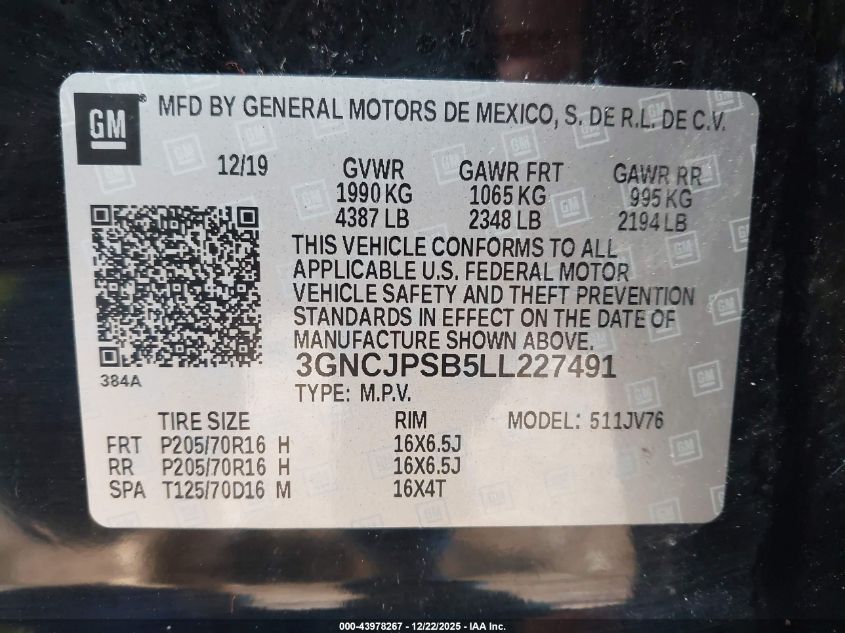 GM
MFD BY GENERAL MOTORS DE MEXICO, S. DE R.L. DE C.V.
12/19 GVWR GAWR FRT GAWR RR
1990 KG 1065 KG 995 KG
4387 LB 2348 LB 2194 LB
THIS VEHICLE CONFORMS TO ALL
APPLICABLE U.S. FEDERAL MOTOR
VEHICLE SAFETY AND THEFT PREVENTION
STANDARDS IN EFFECT ON THE DATE OF
MANUFACTURE SHOWN ABOVE.
3GNCJPSB5LL227491
384A
TYPE: M.P.V.
TIRE SIZE RIM MODEL: 511JV76
FRT P205/70R16 H 16X6.5J
RR P205/70R16 H 16X6.5J
SPA T125/70D16 M 16X4T
000-43978267 - 12/22/2025 - IAA Inc.